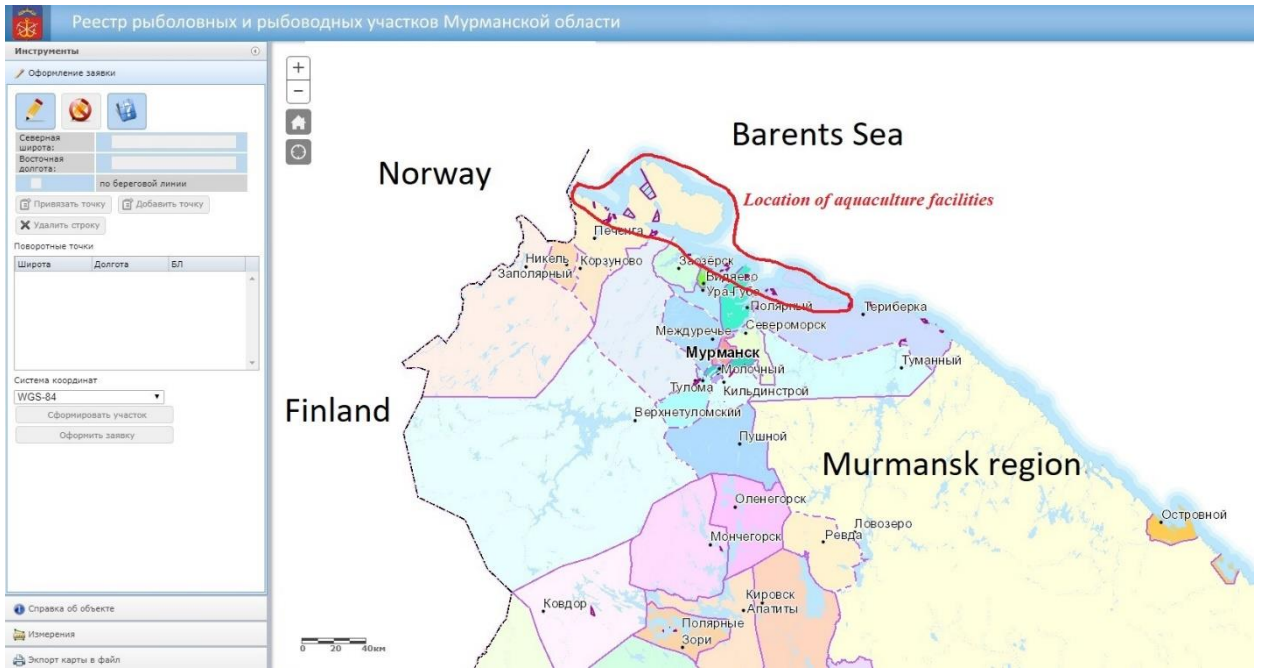 Реестр рыболовных и рыбоводных участков Мурманской области
Инструменты
Оформление заявки
Северная
широта:
Восточная
долгота:
по береговой линии
Привязать точку
Добавить точку
Удалить строку
Поворотные точки
Широта Долгота БЛ
Система координат
WGS-84
Сформировать участок
Оформить заявку
Справка об объекте
Измерения
Экпорт карты в файл
+
−
Barents Sea
Norway
Location of aquaculture facilities
Печенга
Никель
Корзуново
Заполярный
Заозёрск
Видяево
Ура-Губа
Полярный
Териберка
Североморск
Междуречье
Мурманск
Туманный
Молочный
Тулома
Кильдинстрой
Finland
Верхнетуломский
Пушной
Murmansk region
Оленегорск
Островной
Ловозеро
Ревда
Мончегорск
Кировск
Апатиты
Ковдор
Полярные
Зори
0 20 40км